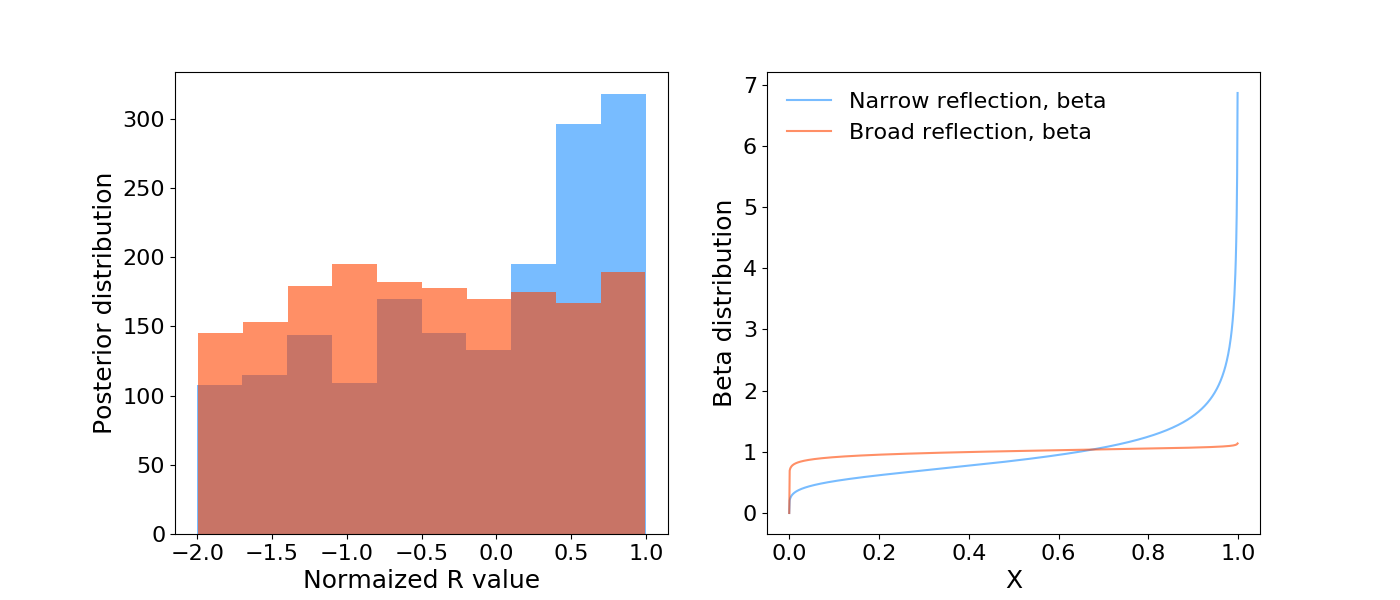 Posterior distribution
300
250
200
150
100
50
0
−2.0 −1.5 −1.0 −0.5 0.0 0.5 1.0
Normaized R value
Beta distribution
7
6
5
4
3
2
1
0
Narrow reflection, beta
Broad reflection, beta
0.0 0.2 0.4 0.6 0.8 1.0
X